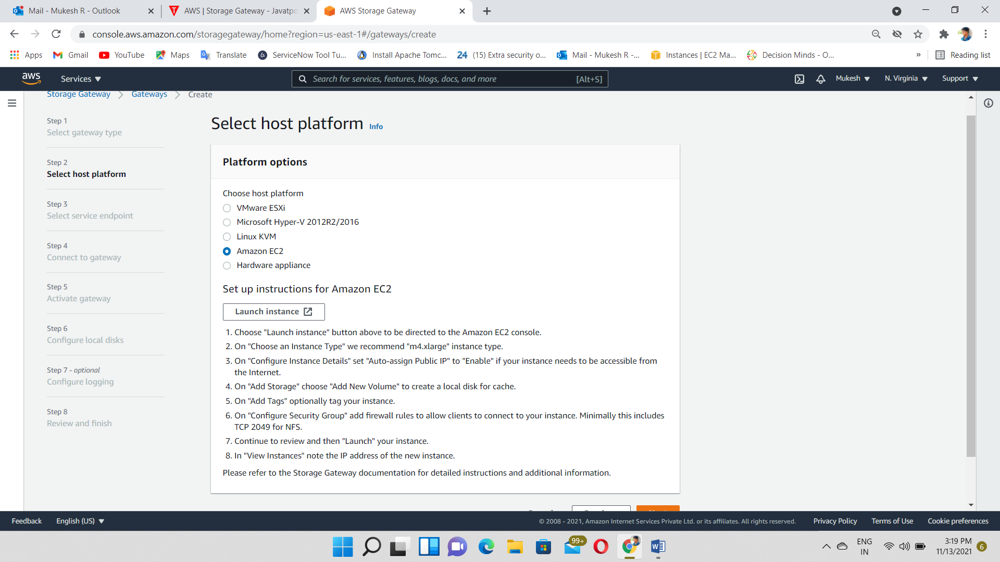 Mail - Mukesh R - Outlook
AWS | Storage Gateway - Javatpo
AWS Storage Gateway
console.aws.amazon.com/storagegateway/home?region=us-east-1#/gateways/create
Apps
Gmail
YouTube
Maps
Translate
ServiceNow Tool Tu...
Install Apache Tomc...
24 (15) Extra security o...
Mail - Mukesh R -...
Instances | EC2 Ma...
Decision Minds - O...
»
Reading list
aws
Services
Search for services, features, blogs, docs, and more [Alt+S]
Mukesh
N. Virginia
Support
Storage Gateway
Gateways
Create
Step 1
Select gateway type
Step 2
Select host platform
Step 3
Select service endpoint
Step 4
Connect to gateway
Step 5
Activate gateway
Step 6
Configure local disks
Step 7 - optional
Configure logging
Step 8
Review and finish
Select host platform Info
Platform options
Choose host platform
VMware ESXi
Microsoft Hyper-V 2012R2/2016
Linux KVM
Amazon EC2
Hardware appliance
Set up instructions for Amazon EC2
Launch instance
1. Choose "Launch instance" button above to be directed to the Amazon EC2 console.
2. On "Choose an Instance Type" we recommend "m4.xlarge" instance type.
3. On "Configure Instance Details" set "Auto-assign Public IP" to "Enable" if your instance needs to be accessible from
the Internet.
4. On "Add Storage" choose "Add New Volume" to create a local disk for cache.
5. On "Add Tags" optionally tag your instance.
6. On "Configure Security Group" add firewall rules to allow clients to connect to your instance. Minimally this includes
TCP 2049 for NFS.
7. Continue to review and then "Launch" your instance.
8. In "View Instances" note the IP address of the new instance.
Please refer to the Storage Gateway documentation for detailed instructions and additional information.
Feedback
English (US)
© 2008 - 2021, Amazon Internet Services Private Ltd. or its affiliates. All rights reserved.
Privacy Policy
Terms of Use
Cookie preferences
99+
ENG
IN
3:19 PM
11/13/2021
6